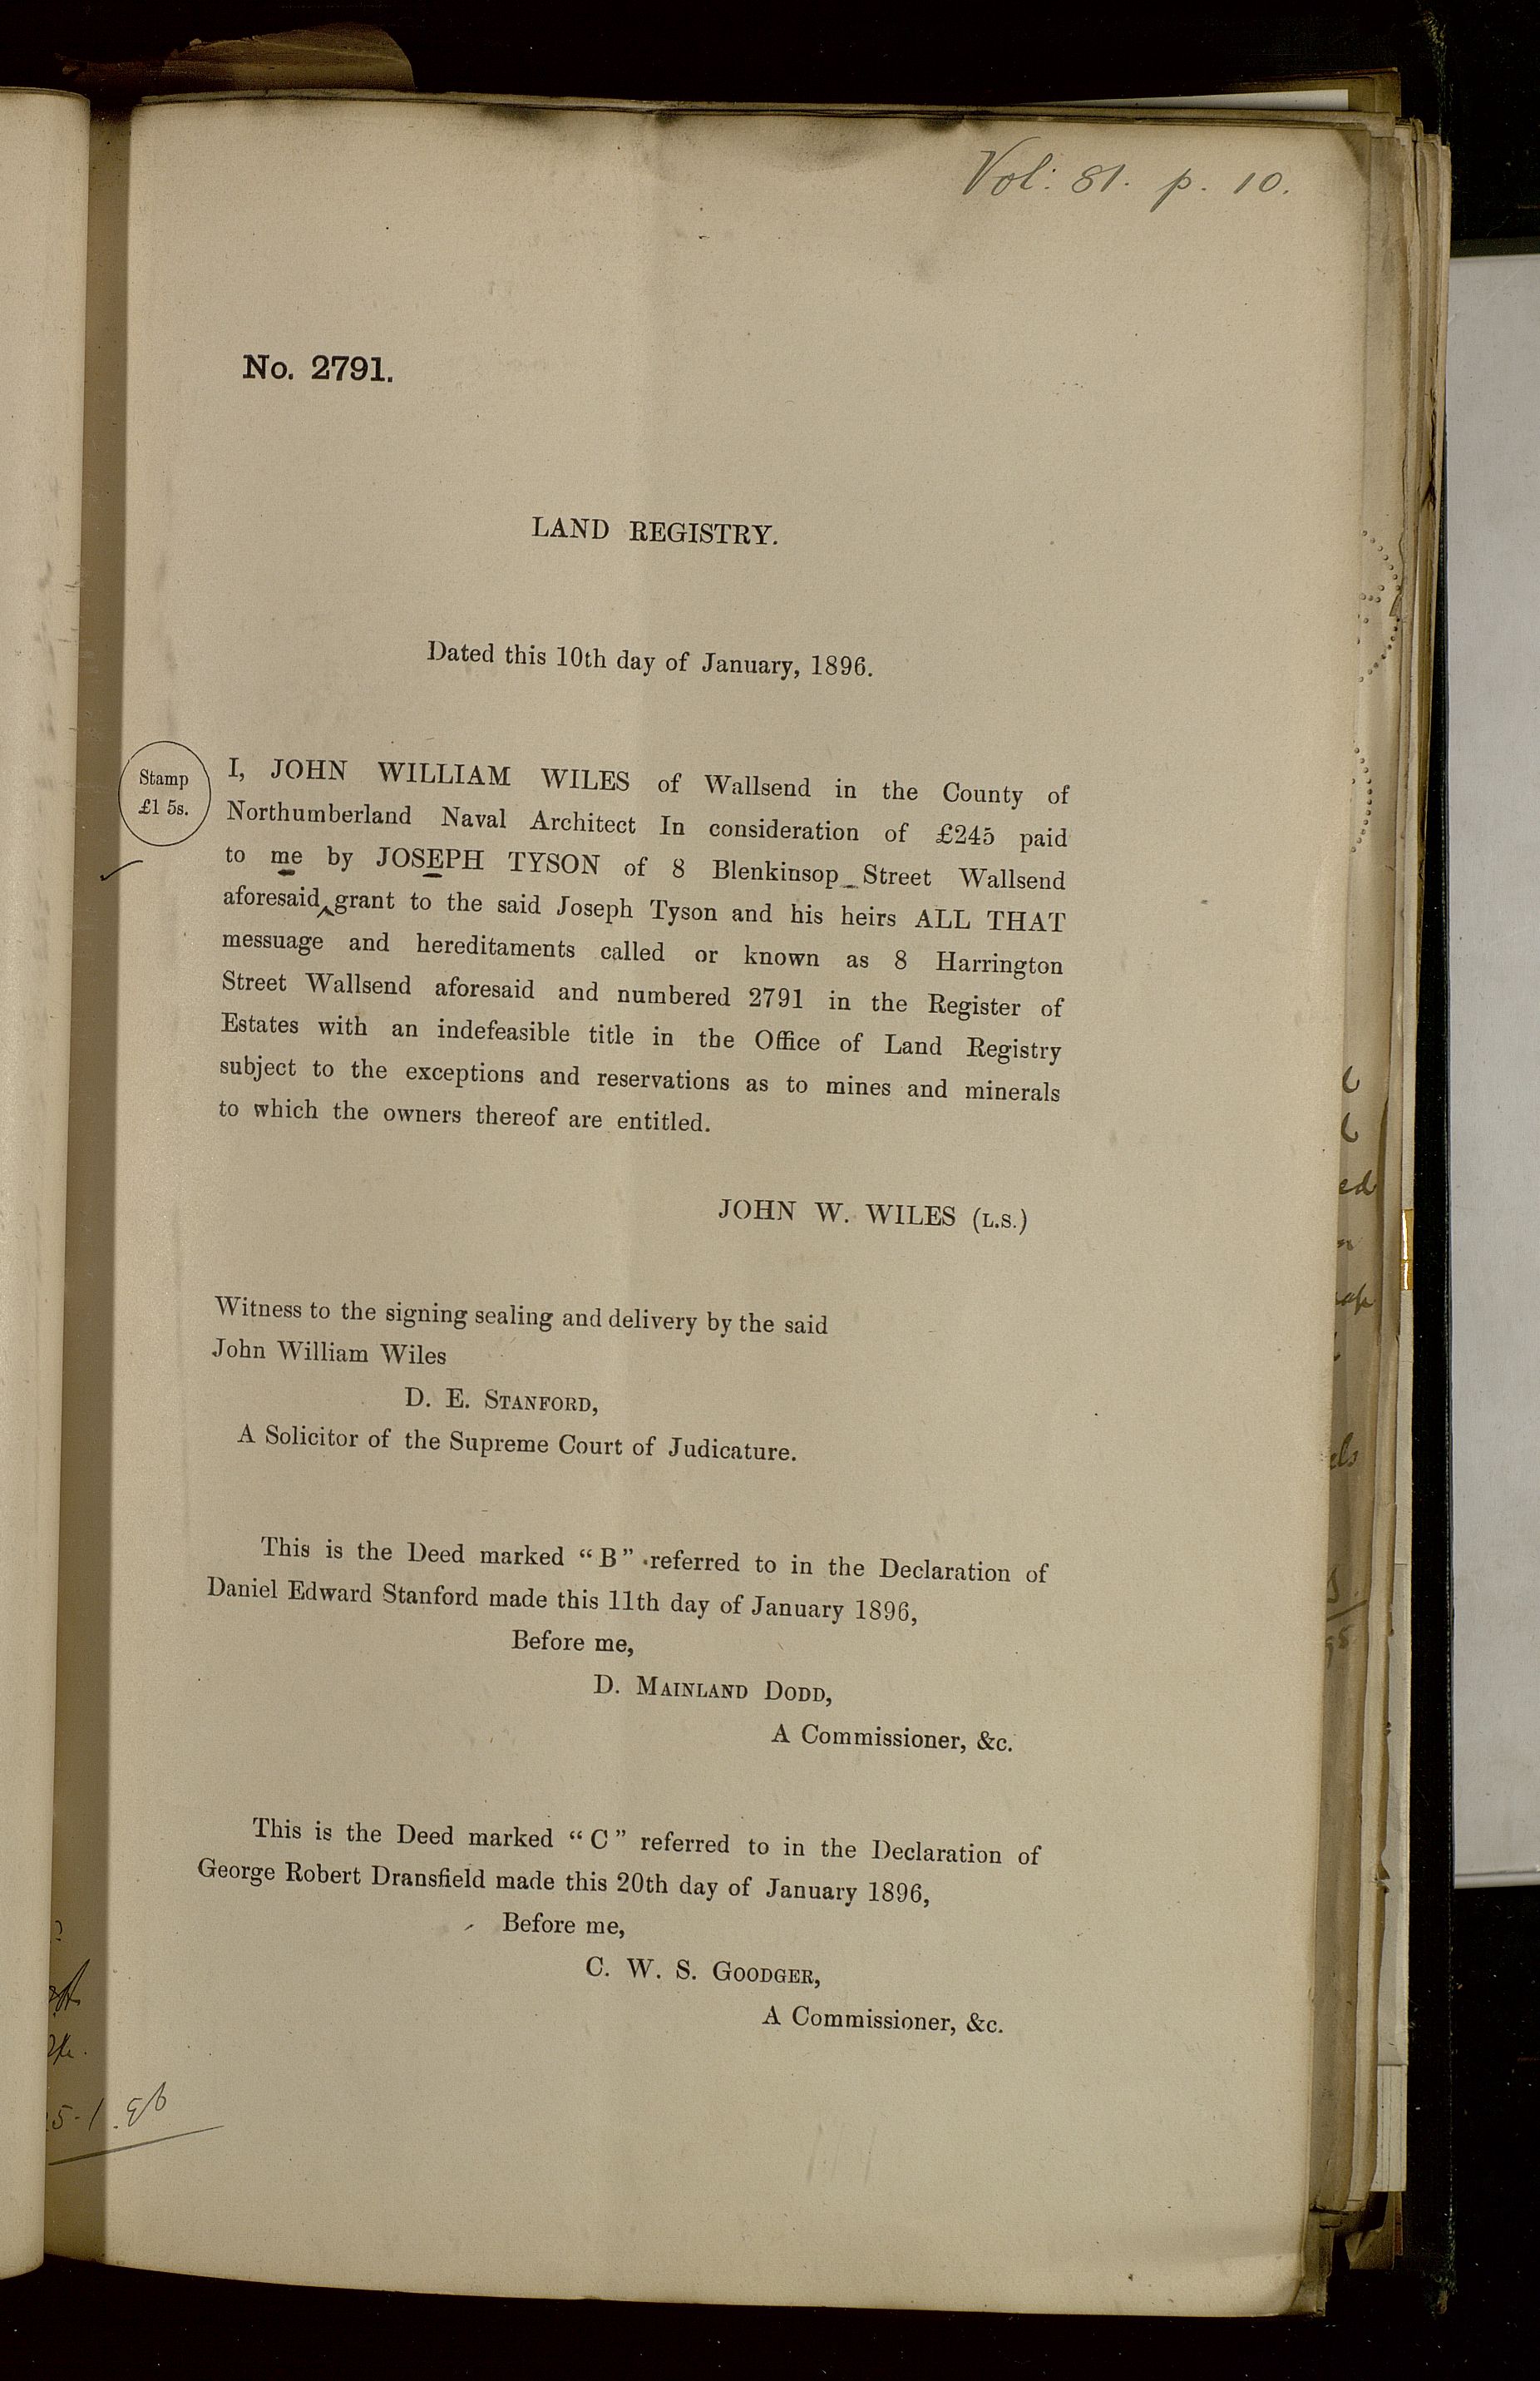 Vol: 81. p. 10.
No. 2791.
LAND REGISTRY.
Dated this 10th day of January, 1896.
Stamp
£1 5s.
I, JOHN WILLIAM WILES of Wallsend in the County of
Northumberland Naval Architect In consideration of £245 paid
to me by JOSEPH TYSON of 8 Blenkinsop Street Wallsend
aforesaid grant to the said Joseph Tyson and his heirs ALL THAT
messuage and hereditaments called or known as 8 Harrington
Street Wallsend aforesaid and numbered 2791 in the Register of
Estates with an indefeasible title in the Office of Land Registry
subject to the exceptions and reservations as to mines and minerals
to which the owners thereof are entitled.
JOHN W. WILES (L.S.)
Witness to the signing sealing and delivery by the said
John William Wiles
D. E. STANFORD,
A Solicitor of the Supreme Court of Judicature.
This is the Deed marked “B” referred to in the Declaration of
Daniel Edward Stanford made this 11th day of January 1896,
Before me,
D. MAINLAND DODD,
A Commissioner, &c.
This is the Deed marked “C” referred to in the Declaration of
George Robert Dransfield made this 20th day of January 1896,
Before me,
C. W. S. GOODGER,
A Commissioner, &c.
5.1.96